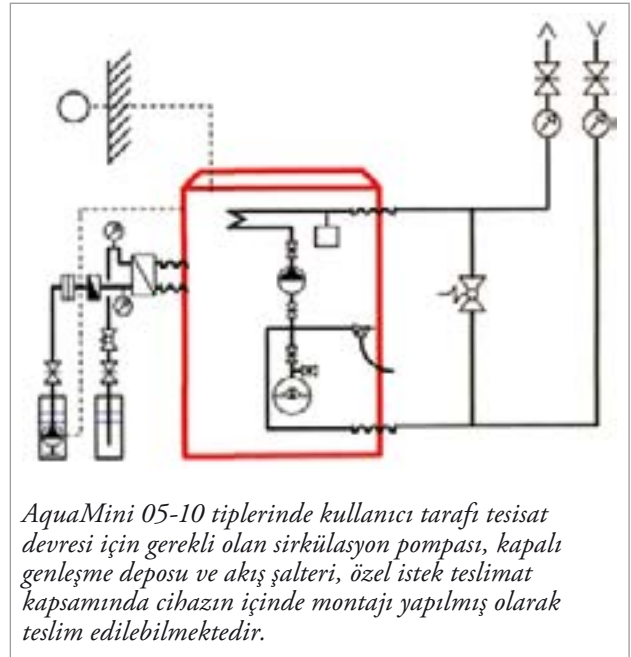 AquaMini 05-10 tiplerinde kullanıcı tarafı tesisat
devresi için gerekli olan sirkülasyon pompası, kapalı
genleşme deposu ve akış şalteri, özel istek teslimat
kapsamında cihazın içinde montajı yapılmış olarak
teslim edilebilmektedir.